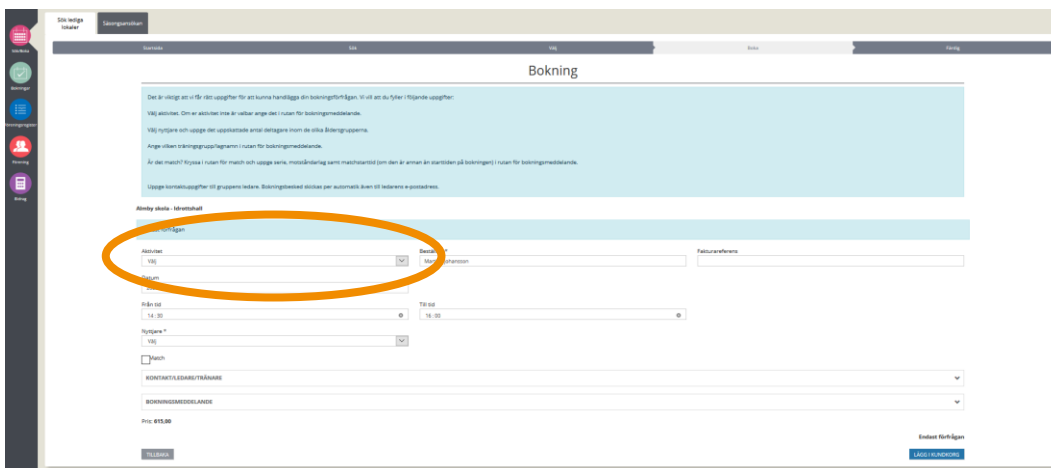 Sök lediga
lokaler
Säsongsansökan
Startsida
Sök
Välj
Boka
Färdig
Bokningar
Förening
Bidrag
Bokning
Det är viktigt att vi får rätt uppgifter för att kunna handlägga din bokningsförfrågan. Vi vill att du fyller i följande uppgifter:
Välj aktivitet. Om er aktivitet inte är valbar ange det i rutan för bokningsmeddelande.
Välj nyttjare och uppge det uppskattade antal deltagare inom de olika åldersgrupperna.
Ange vilken träningsgrupp/lagnamn i rutan för bokningsmeddelande.
Är det match? Kryssa i rutan för match och uppge serie, motståndarlag samt matchstarttid (om den är annan än starttiden på bokningen) i rutan för bokningsmeddelande.
Uppge kontaktuppgifter till gruppens ledare. Bokningsbesked skickas per automatik även till ledarens e-postadress.
Almby skola - Idrottshall
förfrågan
Aktivitet
Välj
Fakturareferens
Datum
Från tid
14:30
Till tid
16:00
Nyttjare *
Välj
Match
KONTAKT/LEDARE/TRÄNARE
BOKNINGSMEDDELANDE
Pris: 615,00
Endast förfrågan
TILLBAKA
LÄGG I KUNDKORG